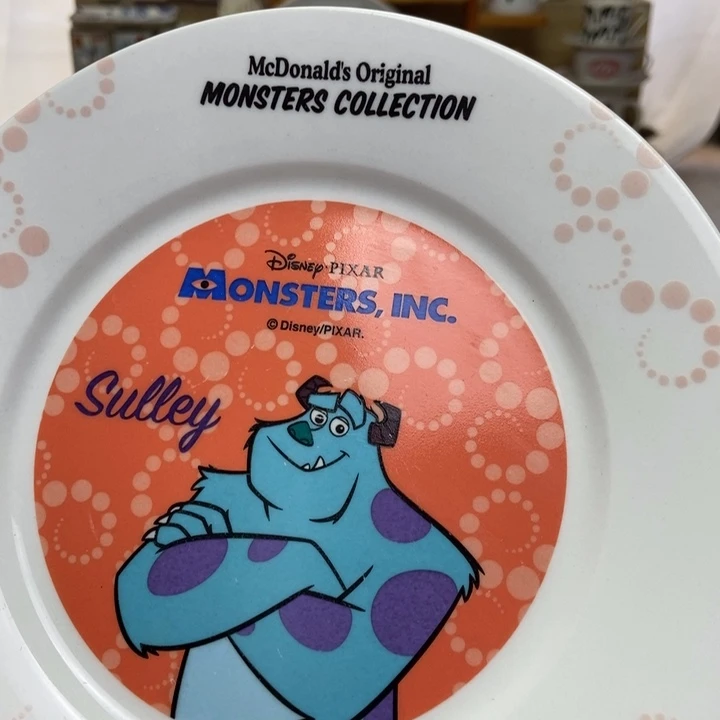 McDonald's Original
MONSTERS COLLECTION
Disney·PIXAR
MONSTERS, INC.
© Disney/PIXAR.
Sulley